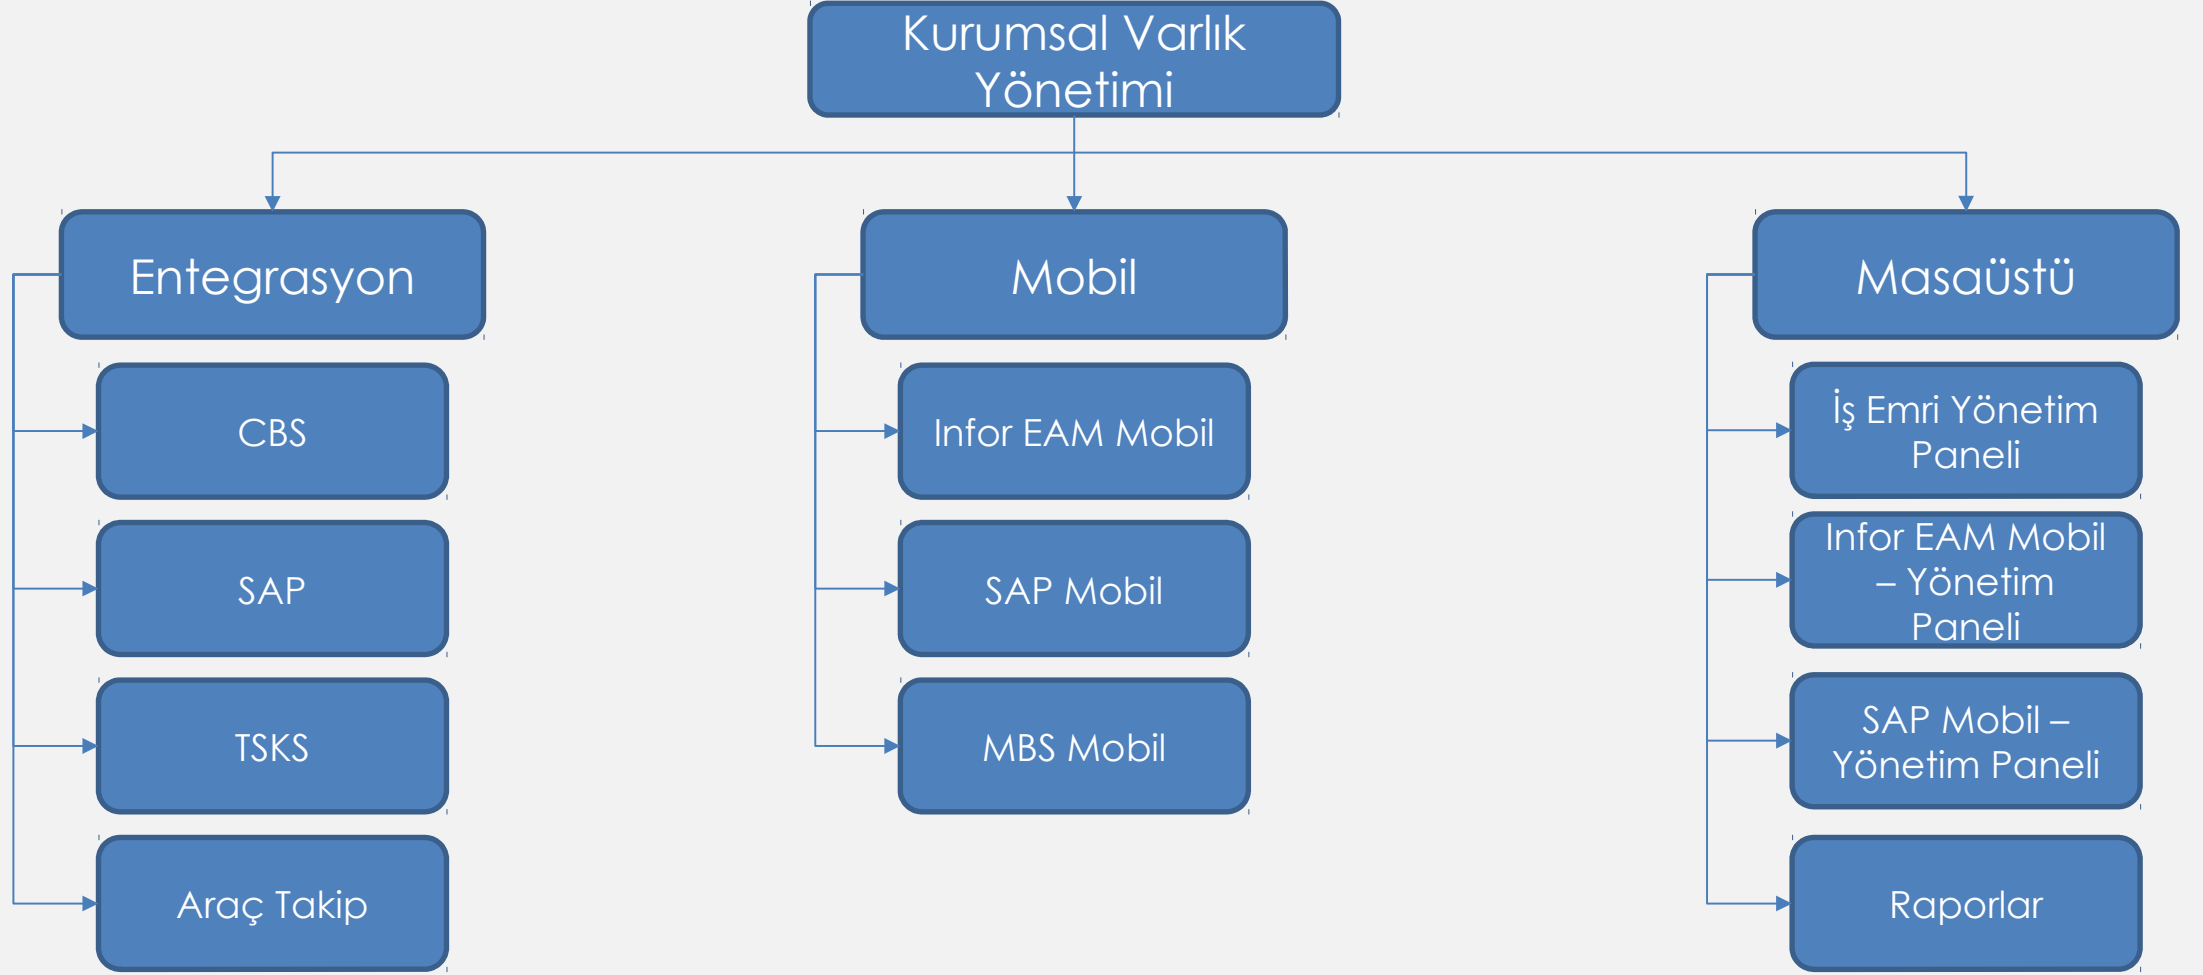 Kurumsal Varlık
Yönetimi
Entegrasyon
CBS
SAP
TSKS
Araç Takip
Mobil
Infor EAM Mobil
SAP Mobil
MBS Mobil
Masaüstü
İş Emri Yönetim
Paneli
Infor EAM Mobil
– Yönetim
Paneli
SAP Mobil –
Yönetim Paneli
Raporlar